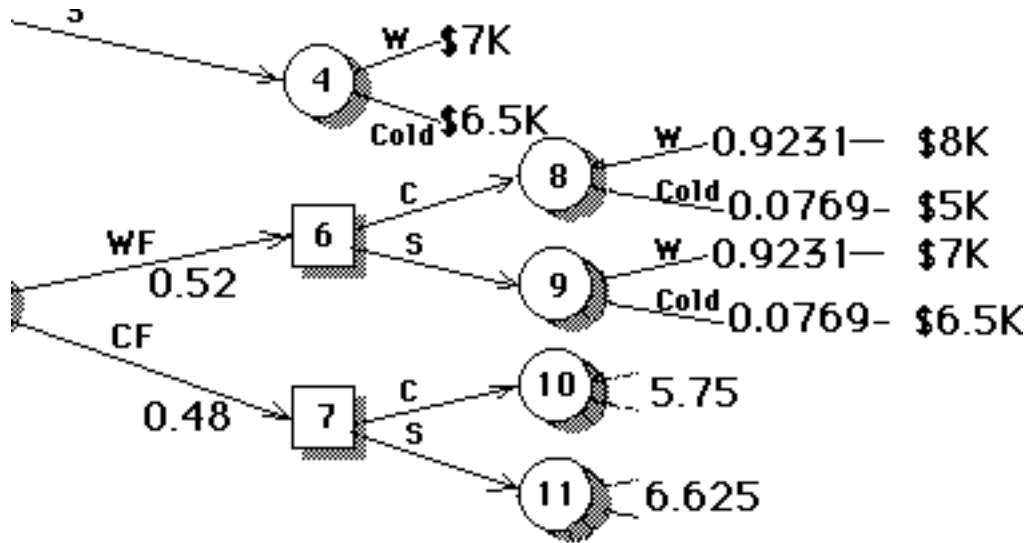 S
4
W $7K
Cold $6.5K
WF 0.52
6
C
8
W 0.9231— $8K
Cold 0.0769- $5K
S
9
W 0.9231— $7K
Cold 0.0769- $6.5K
CF 0.48
7
C
10
5.75
S
11
6.625